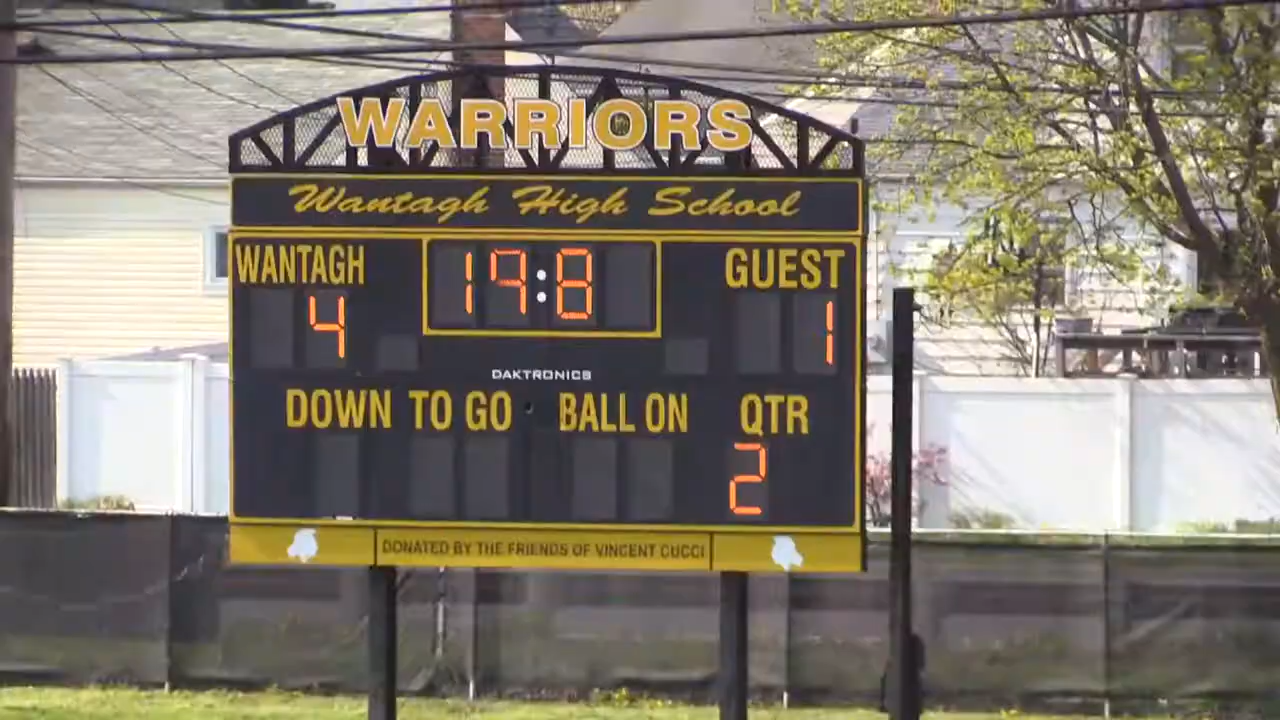 WARRIORS
Wantagh High School
WANTAGH 19:8 GUEST
4 1
DAKTRONICS
DOWN TO GO BALL ON QTR
2
DONATED BY THE FRIENDS OF VINCENT CUCCI